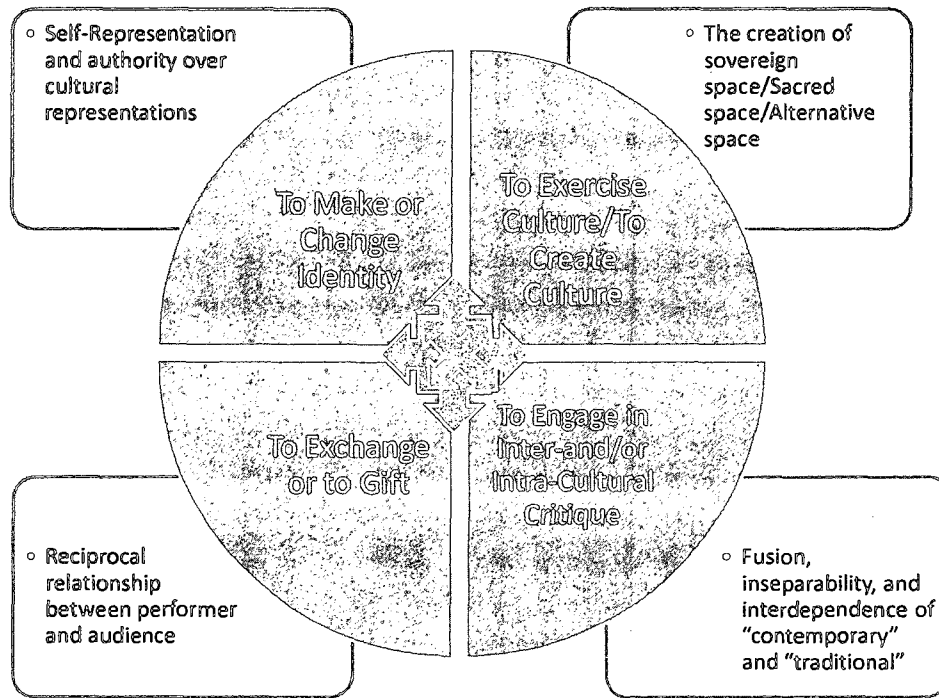 ○ Self-Representation
and authority over
cultural
representations
○ The creation of
sovereign
space/Sacred
space/Alternative
space
To Make or
Change
Identity
To Exercise
Culture/To
Create
Culture
To Exchange
or to Gift
To Engage in
Inter-and/or
Intra-Cultural
Critique
○ Reciprocal
relationship
between performer
and audience
○ Fusion,
inseparability, and
interdependence of
“contemporary”
and “traditional”